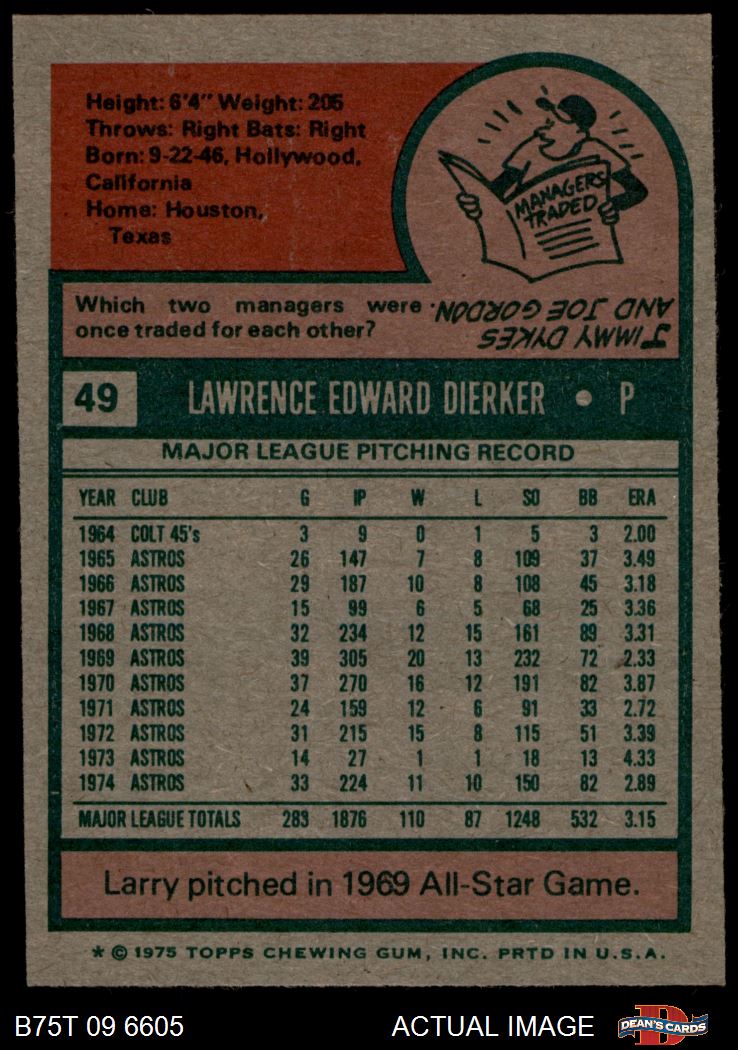 Height: 6'4" Weight: 205
Throws: Right Bats: Right
Born: 9-22-46, Hollywood,
California
Home: Houston,
Texas
MANAGERS
TRADED
Which two managers were
once traded for each other?
JIMMY DYKES
AND JOE GORDON.
49 LAWRENCE EDWARD DIERKER • P
MAJOR LEAGUE PITCHING RECORD
YEAR CLUB G IP W L SO BB ERA
1964 COLT 45's 3 9 0 1 5 3 2.00
1965 ASTROS 26 147 7 8 109 37 3.49
1966 ASTROS 29 187 10 8 108 45 3.18
1967 ASTROS 15 99 6 5 68 25 3.36
1968 ASTROS 32 234 12 15 161 89 3.31
1969 ASTROS 39 305 20 13 232 72 2.33
1970 ASTROS 37 270 16 12 191 82 3.87
1971 ASTROS 24 159 12 6 91 33 2.72
1972 ASTROS 31 215 15 8 115 51 3.39
1973 ASTROS 14 27 1 1 18 13 4.33
1974 ASTROS 33 224 11 10 150 82 2.89
MAJOR LEAGUE TOTALS 283 1876 110 87 1248 532 3.15
Larry pitched in 1969 All-Star Game.
* © 1975 TOPPS CHEWING GUM, INC. PRTD IN U.S.A.
B75T 09 6605 ACTUAL IMAGE DEAN'S CARDS